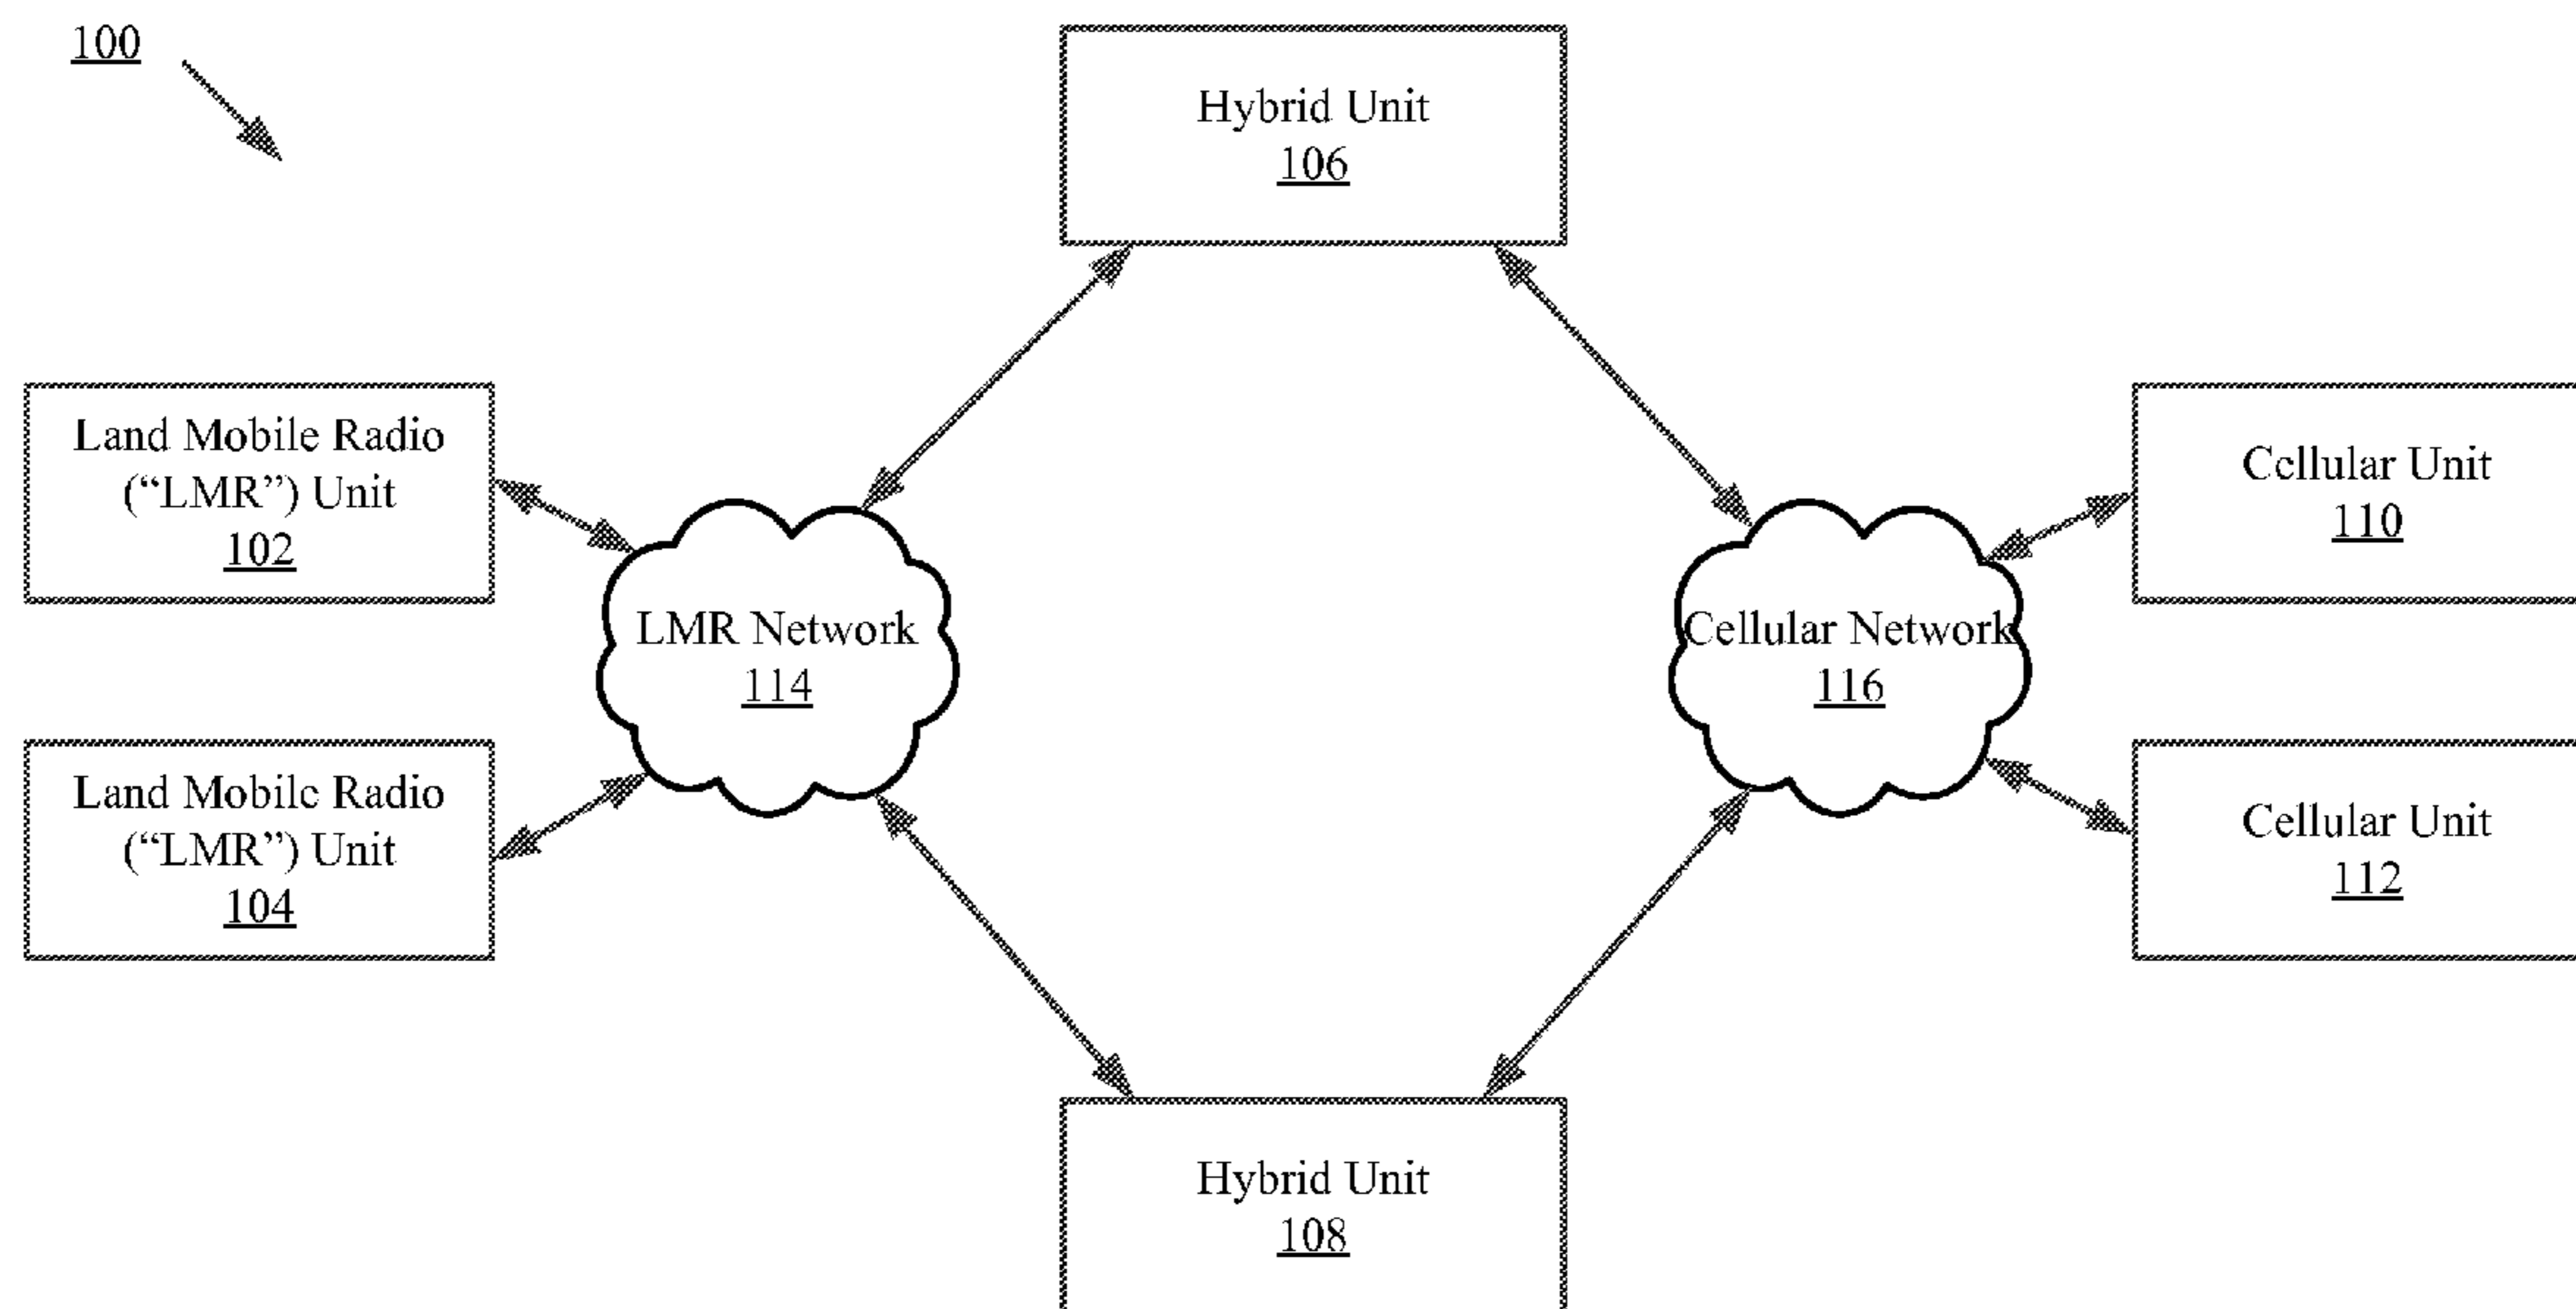 100
Hybrid Unit
106
Land Mobile Radio
(“LMR”) Unit
102
Cellular Unit
110
LMR Network
114
Cellular Network
116
Land Mobile Radio
(“LMR”) Unit
104
Cellular Unit
112
Hybrid Unit
108